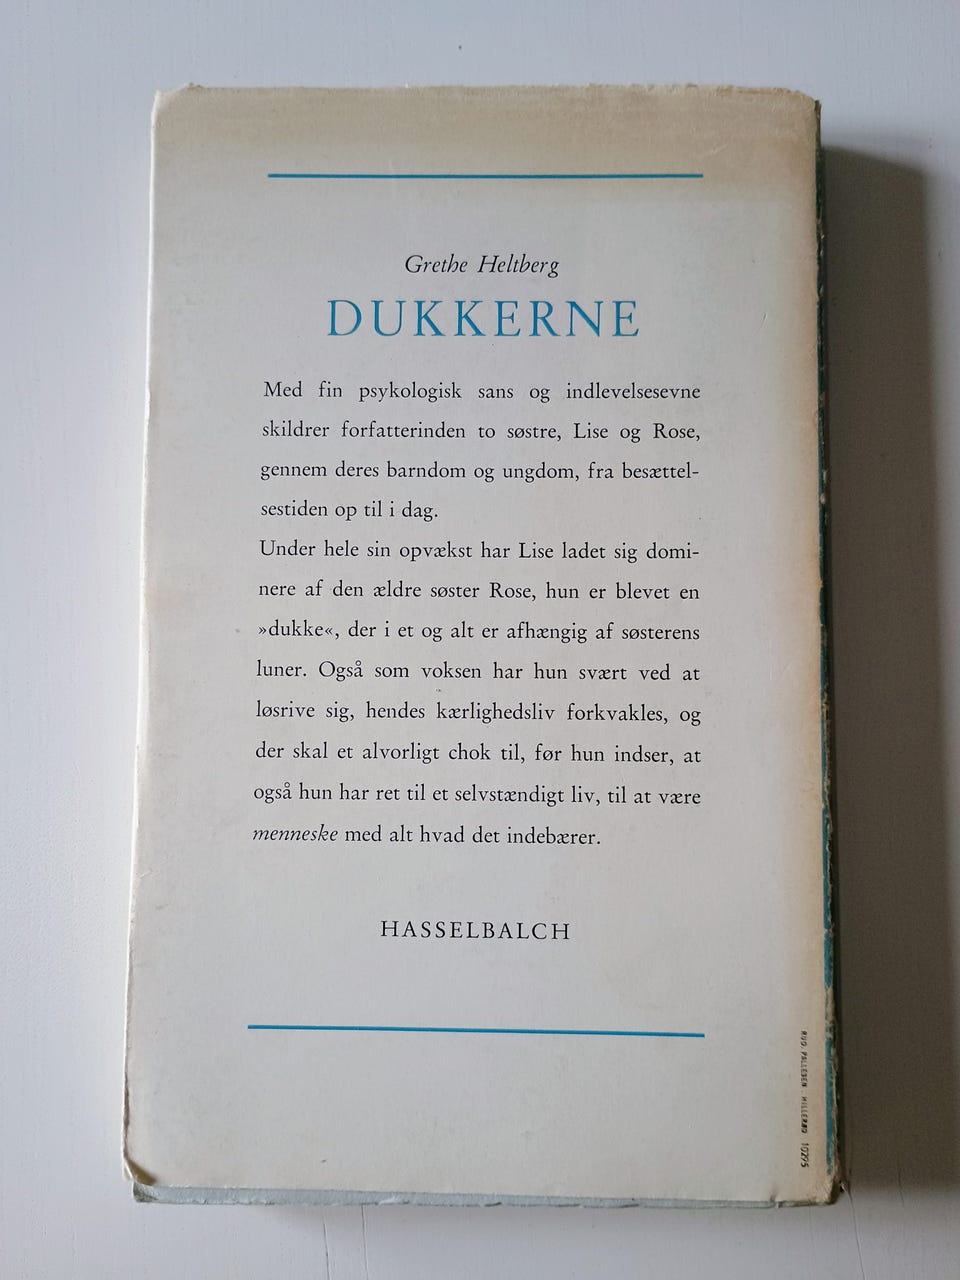 Grethe Heltberg
DUKKERNE
Med fin psykologisk sans og indlevelsesevne
skildrer forfatterinden to søstre, Lise og Rose,
gennem deres barndom og ungdom, fra besættel-
sestiden op til i dag.
Under hele sin opvækst har Lise ladet sig domi-
nere af den ældre søster Rose, hun er blevet en
»dukke«, der i et og alt er afhængig af søsterens
luner. Også som voksen har hun svært ved at
løsrive sig, hendes kærlighedsliv forkvakles, og
der skal et alvorligt chok til, før hun indser, at
også hun har ret til et selvstændigt liv, til at være
menneske med alt hvad det indebærer.
HASSELBALCH